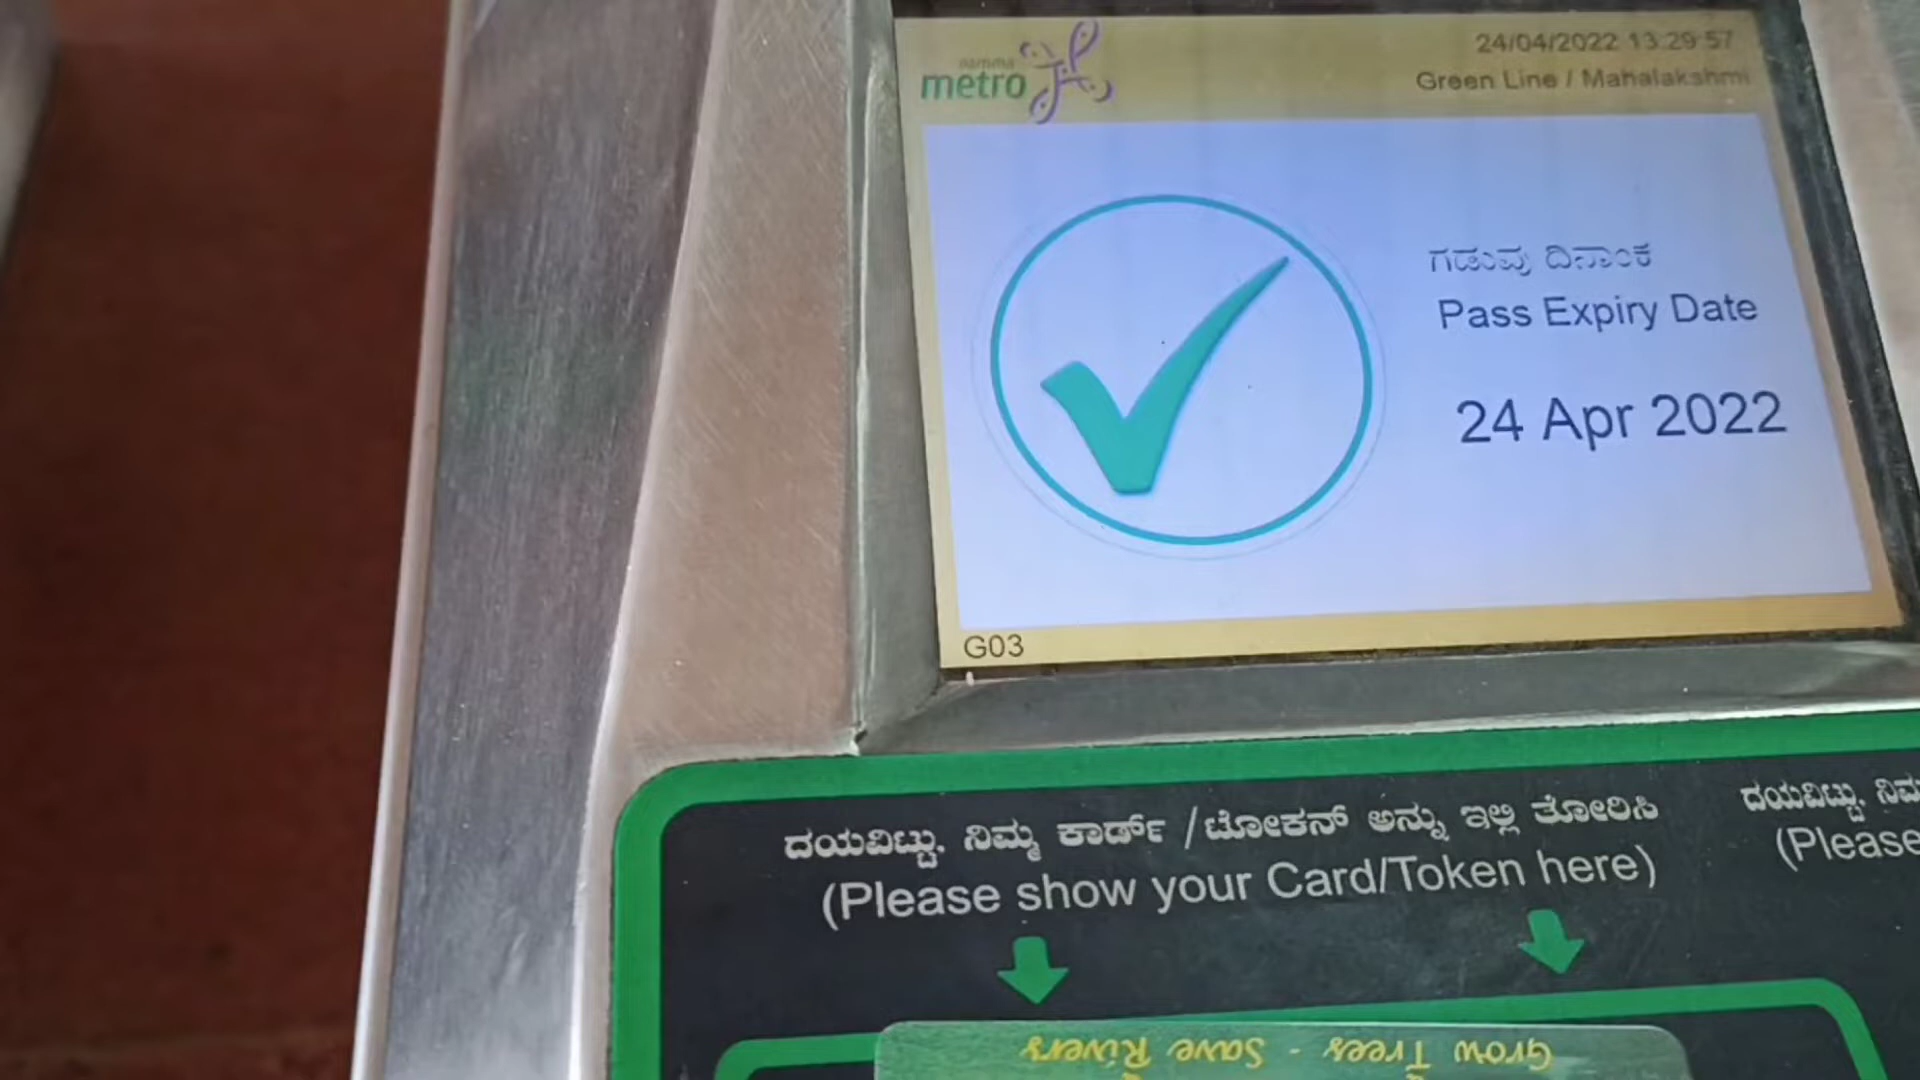 namma
metro
24/04/2022 13:29:57
Green Line / Mahalakshmi
ಗಡುವು ದಿನಾಂಕ
Pass Expiry Date
24 Apr 2022
G03
ದಯವಿಟ್ಟು. ನಿಮ್ಮ ಕಾರ್ಡ್ /ಟೋಕನ್ ಅನ್ನು ಇಲ್ಲಿ ತೋರಿಸಿ
(Please show your Card/Token here)
ದಯವಿಟ್ಟು.
(Please
Grow Trees - Save Rivers